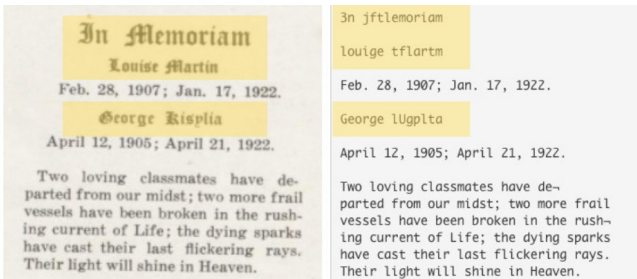 In Memoriam
Louise Martin
Feb. 28, 1907; Jan. 17, 1922.
George Kisplia
April 12, 1905; April 21, 1922.
Two loving classmates have de-
parted from our midst; two more frail
vessels have been broken in the rush-
ing current of Life; the dying sparks
have cast their last flickering rays.
Their light will shine in Heaven.
3n jftlemoriam
louige tflartm
Feb. 28, 1907; Jan. 17, 1922.
George lUgplta
April 12, 1905; April 21, 1922.
Two loving classmates have de¬
parted from our midst; two more frail
vessels have been broken in the rush¬
ing current of Life; the dying sparks
have cast their last flickering rays.
Their light will shine in Heaven.